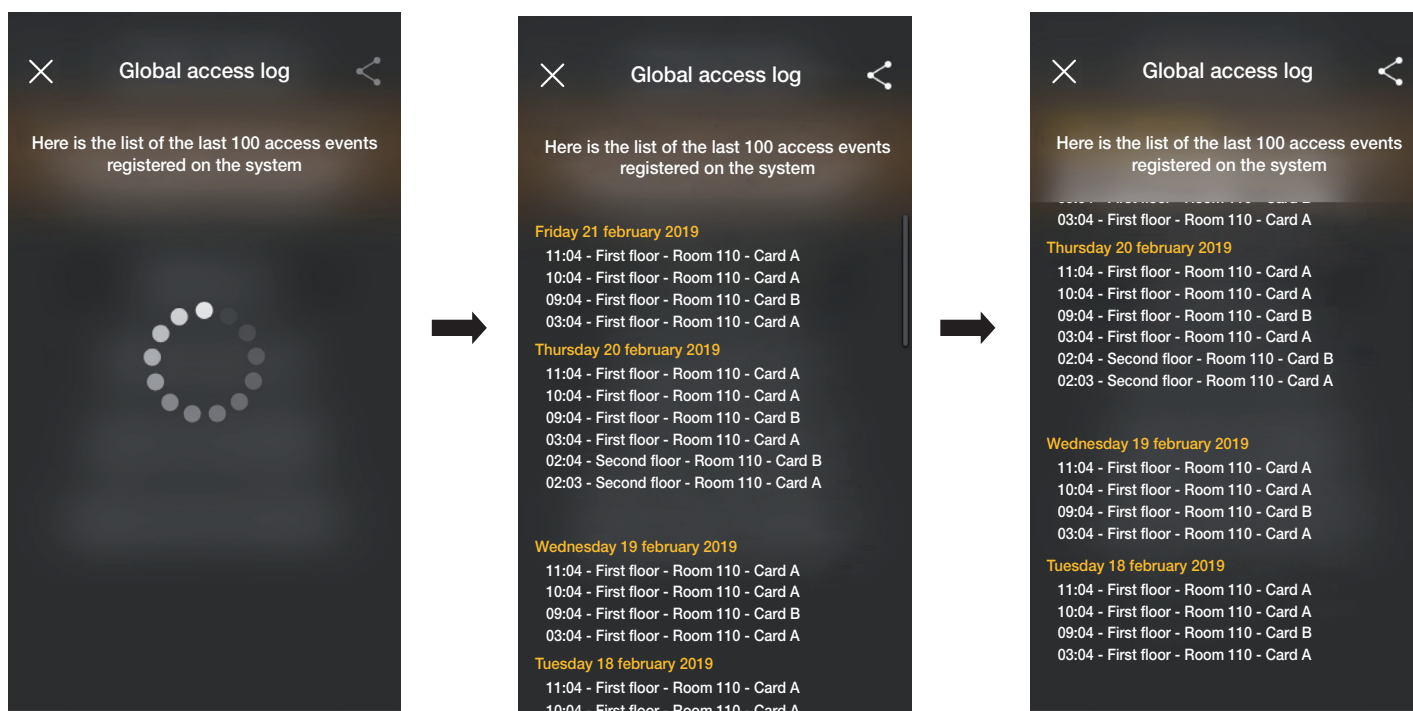 Global access log
Here is the list of the last 100 access events
registered on the system
Global access log
Here is the list of the last 100 access events
registered on the system
Friday 21 february 2019
11:04 - First floor - Room 110 - Card A
10:04 - First floor - Room 110 - Card A
09:04 - First floor - Room 110 - Card B
03:04 - First floor - Room 110 - Card A
Thursday 20 february 2019
11:04 - First floor - Room 110 - Card A
10:04 - First floor - Room 110 - Card A
09:04 - First floor - Room 110 - Card B
03:04 - First floor - Room 110 - Card A
02:04 - Second floor - Room 110 - Card B
02:03 - Second floor - Room 110 - Card A
Wednesday 19 february 2019
11:04 - First floor - Room 110 - Card A
10:04 - First floor - Room 110 - Card A
09:04 - First floor - Room 110 - Card B
03:04 - First floor - Room 110 - Card A
Tuesday 18 february 2019
11:04 - First floor - Room 110 - Card A
10:04 - First floor - Room 110 - Card A
Global access log
Here is the list of the last 100 access events
registered on the system
03:04 - First floor - Room 110 - Card A
Thursday 20 february 2019
11:04 - First floor - Room 110 - Card A
10:04 - First floor - Room 110 - Card A
09:04 - First floor - Room 110 - Card B
03:04 - First floor - Room 110 - Card A
02:04 - Second floor - Room 110 - Card B
02:03 - Second floor - Room 110 - Card A
Wednesday 19 february 2019
11:04 - First floor - Room 110 - Card A
10:04 - First floor - Room 110 - Card A
09:04 - First floor - Room 110 - Card B
03:04 - First floor - Room 110 - Card A
Tuesday 18 february 2019
11:04 - First floor - Room 110 - Card A
10:04 - First floor - Room 110 - Card A
09:04 - First floor - Room 110 - Card B
03:04 - First floor - Room 110 - Card A